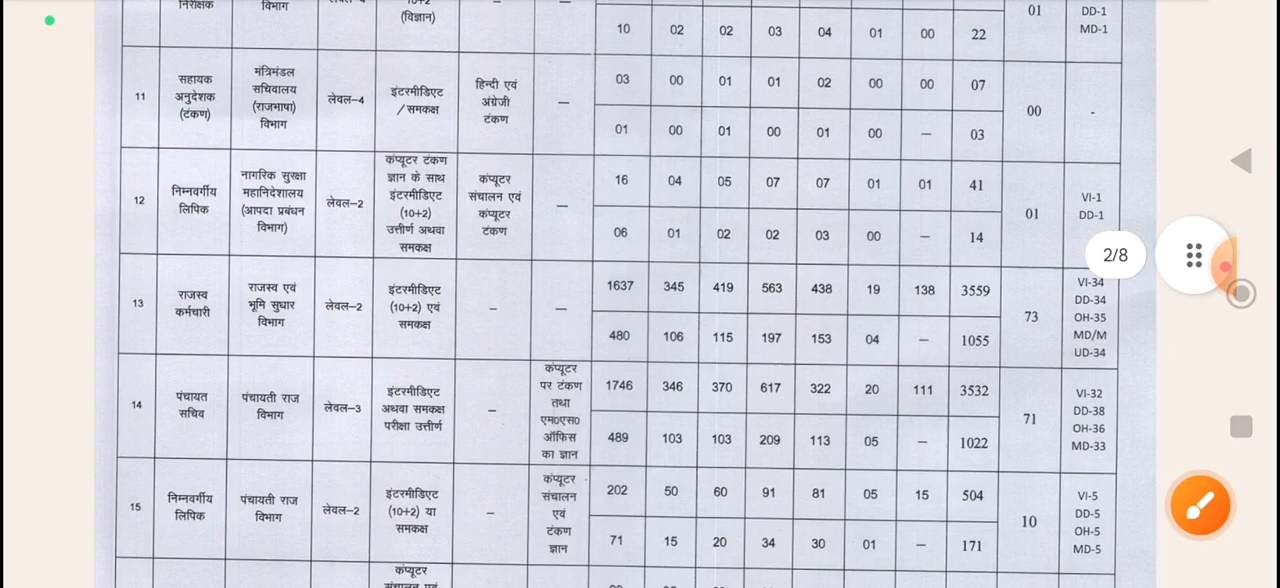 निरीक्षक
विभाग
(विज्ञान)
–
—
10 02 02 03 04 01 00 22
01
DD-1
MD-1
11
सहायक
अनुदेशक
(टंकण)
मंत्रिमंडल
सचिवालय
(राजभाषा)
विभाग
लेवल–4
इंटरमीडिएट
/समकक्ष
हिन्दी एवं
अंग्रेजी
टंकण
—
03 00 01 01 02 00 00 07
01 00 01 00 01 00 — 03
00
-
12
निम्नवर्गीय
लिपिक
नागरिक सुरक्षा
महानिदेशालय
(आपदा प्रबंधन
विभाग)
लेवल–2
कंप्यूटर टंकण
ज्ञान के साथ
इंटरमीडिएट
(10+2)
उत्तीर्ण अथवा
समकक्ष
कंप्यूटर
संचालन एवं
कंप्यूटर
टंकण
—
16 04 05 07 07 01 01 41
06 01 02 02 03 00 — 14
01
VI-1
DD-1
2/8
13
राजस्व
कर्मचारी
राजस्व एवं
भूमि सुधार
विभाग
लेवल–2
इंटरमीडिएट
(10+2) एवं
समकक्ष
–
—
1637 345 419 563 438 19 138 3559
480 106 115 197 153 04 — 1055
73
VI-34
DD-34
OH-35
MD/M
UD-34
14
पंचायत
सचिव
पंचायती राज
विभाग
लेवल–3
इंटरमीडिएट
अथवा समकक्ष
परीक्षा उत्तीर्ण
–
कंप्यूटर
पर टंकण
तथा
एम0एस0
ऑफिस
का ज्ञान
1746 346 370 617 322 20 111 3532
489 103 103 209 113 05 — 1022
71
VI-32
DD-38
OH-36
MD-33
15
निम्नवर्गीय
लिपिक
पंचायती राज
विभाग
लेवल–2
इंटरमीडिएट
(10+2) या
समकक्ष
–
कंप्यूटर
संचालन
एवं
टंकण
ज्ञान
202 50 60 91 81 05 15 504
71 15 20 34 30 01 — 171
10
VI-5
DD-5
OH-5
MD-5
कंप्यूटर
संचालन एवं